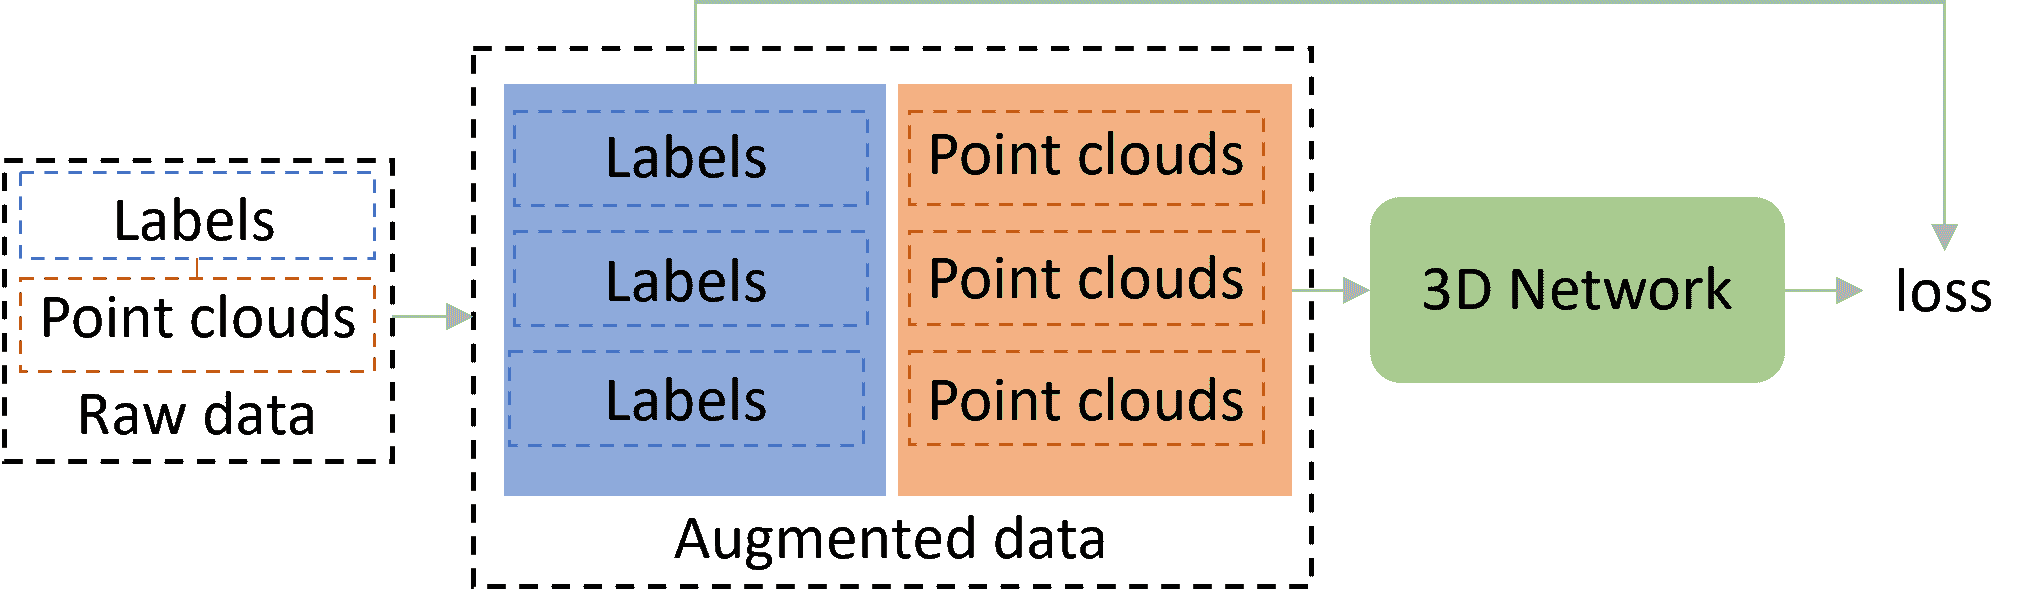 Labels
Point clouds
Raw data
Labels
Point clouds
Labels
Point clouds
Labels
Point clouds
Augmented data
3D Network
loss